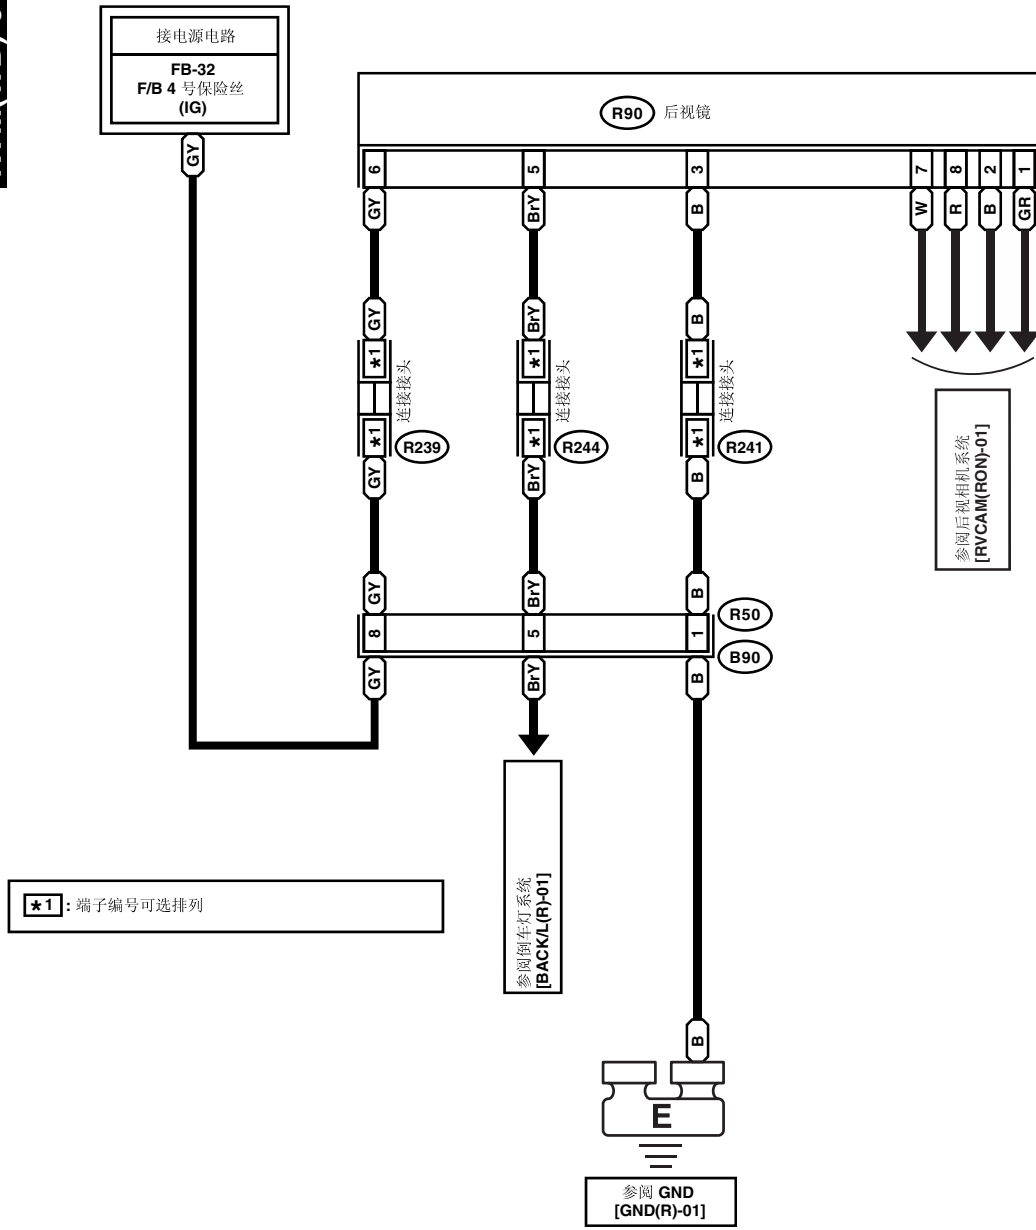 接电源电路
FB-32
F/B 4 号保险丝
(IG)
GY
R90 后视镜
6 5 3 7 8 2 1
GY BrY B W R B GR
GY BrY B
*1 *1 *1
连接接头 连接接头 连接接头
*1 R239 *1 R244 *1 R241
GY BrY B
参阅后视相机系统
[RVCAM(RON)-01]
GY BrY B
8 5 1 R50
B90
GY BrY B
*1 : 端子编号可选排列
参阅倒车灯系统
[BACK/L(R)-01]
B
E
参阅 GND
[GND(R)-01]